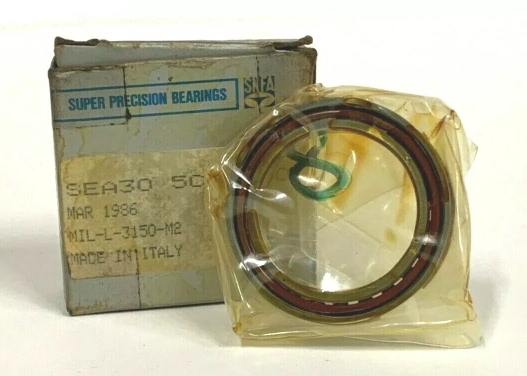 SNFA
SUPER PRECISION BEARINGS
SEA30 5C
MAR 1986
MIL-L-3150-M2
MADE IN ITALY